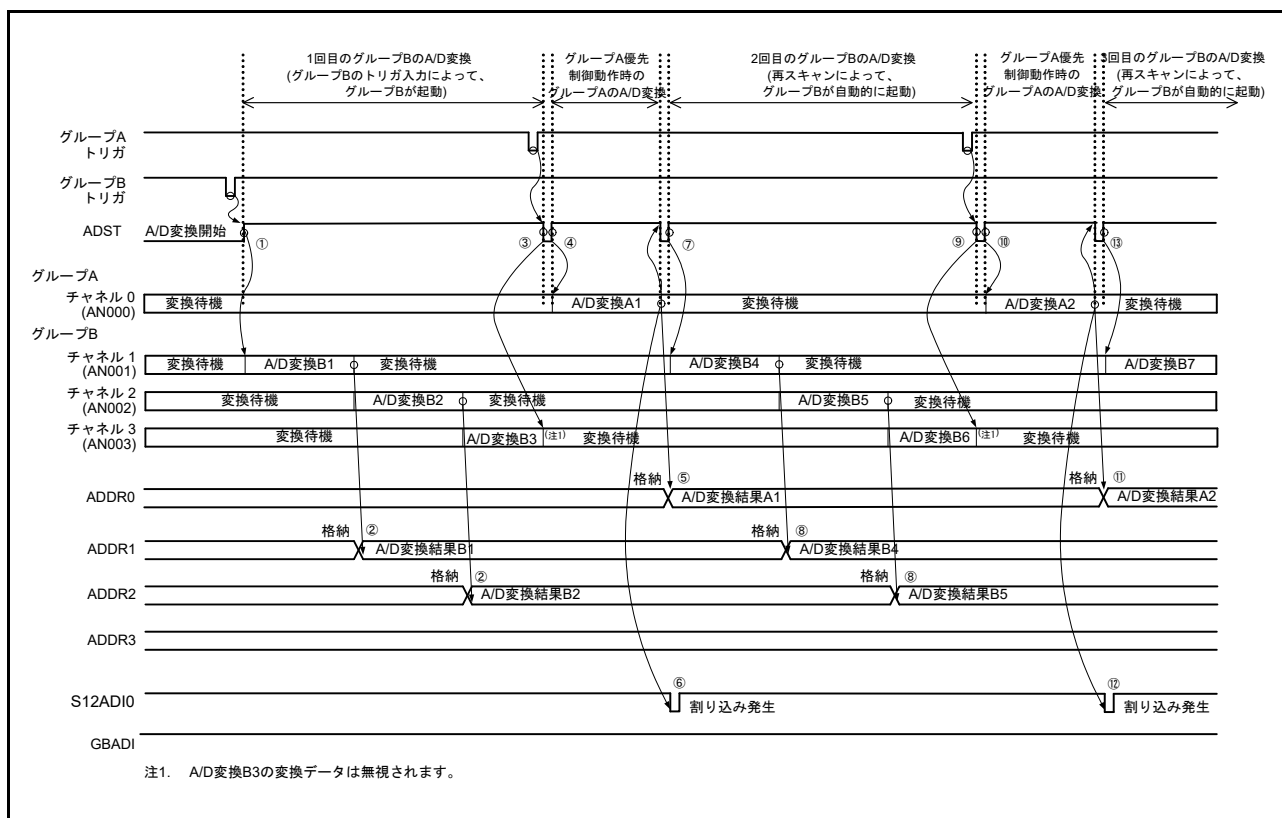 1回目のグループBのA/D変換
(グループBのトリガ入力によって、
グループBが起動)
グループA優先
制御動作時の
グループAのA/D変換
2回目のグループBのA/D変換
(再スキャンによって、
グループBが自動的に起動)
グループA優先
制御動作時の
グループAのA/D変換
3回目のグループBのA/D変換
(再スキャンによって、
グループBが自動的に起動)
グループA
トリガ
グループB
トリガ
ADST
A/D変換開始
①
③
④
⑦
⑨
⑩
⑬
グループA
チャネル 0
(AN000)
変換待機
A/D変換A1
変換待機
A/D変換A2
変換待機
グループB
チャネル 1
(AN001)
変換待機
A/D変換B1
変換待機
A/D変換B4
変換待機
A/D変換B7
チャネル 2
(AN002)
変換待機
A/D変換B2
変換待機
A/D変換B5
変換待機
チャネル 3
(AN003)
変換待機
A/D変換B3
(注1)
変換待機
A/D変換B6
(注1)
変換待機
ADDR0
格納 ⑤
A/D変換結果A1
格納 ⑪
A/D変換結果A2
ADDR1
格納 ②
A/D変換結果B1
格納 ⑧
A/D変換結果B4
ADDR2
格納 ②
A/D変換結果B2
格納 ⑧
A/D変換結果B5
ADDR3
S12ADI0
⑥
割り込み発生
⑫
割り込み発生
GBADI
注1. A/D変換B3の変換データは無視されます。